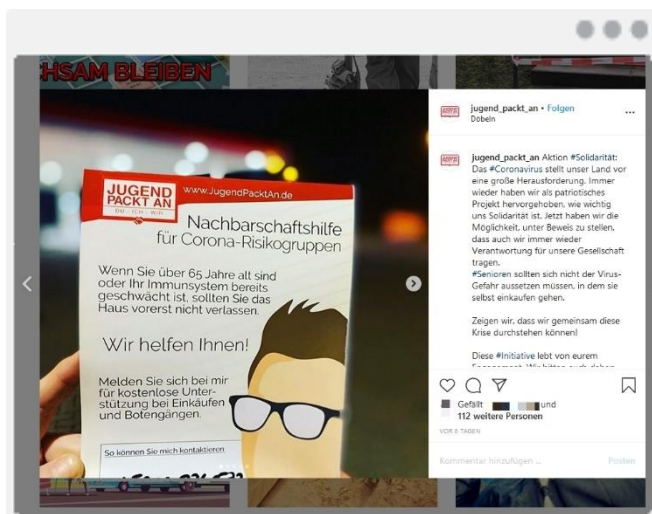 CHSAM BLEIBEN
jugend_packt_an • Folgen
Döbeln
jugend_packt_an Aktion #Solidarität:
Das #Coronavirus stellt unser Land vor
eine große Herausforderung. Immer
wieder haben wir als patriotisches
Projekt hervorgehoben, wie wichtig
uns Solidarität ist. Jetzt haben wir die
Möglichkeit, unter Beweis zu stellen,
dass auch wir immer wieder
Verantwortung für unsere Gesellschaft
tragen.
#Senioren sollten sich nicht der Virus-
Gefahr aussetzen müssen, in dem sie
selbst einkaufen gehen.
Zeigen wir, dass wir gemeinsam diese
Krise durchstehen können!
Diese #Initiative lebt von eurem
Gefällt und
112 weitere Personen
VOR 6 TAGEN
Kommentar hinzufügen ...
Posten
JUGEND
PACKT AN
DU · ICH · WIR
www.JugendPacktAn.de
Nachbarschaftshilfe
für Corona-Risikogruppen
Wenn Sie über 65 Jahre alt sind
oder Ihr Immunsystem bereits
geschwächt ist, sollten Sie das
Haus vorerst nicht verlassen.
Wir helfen Ihnen!
Melden Sie sich bei mir
für kostenlose Unter-
stützung bei Einkäufen
und Botengängen.
So können Sie mich kontaktieren